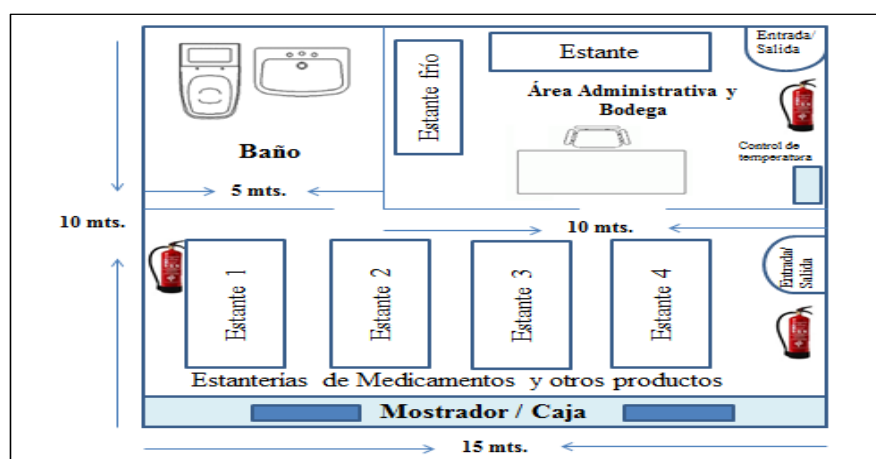 Entrada/
Salida
Estante
Estante frío
Área Administrativa y
Bodega
Control de
temperatura
Baño
5 mts.
10 mts.
10 mts.
Estante 1
Estante 2
Estante 3
Estante 4
Entrada/
Salida
Estanterías de Medicamentos y otros productos
Mostrador / Caja
15 mts.